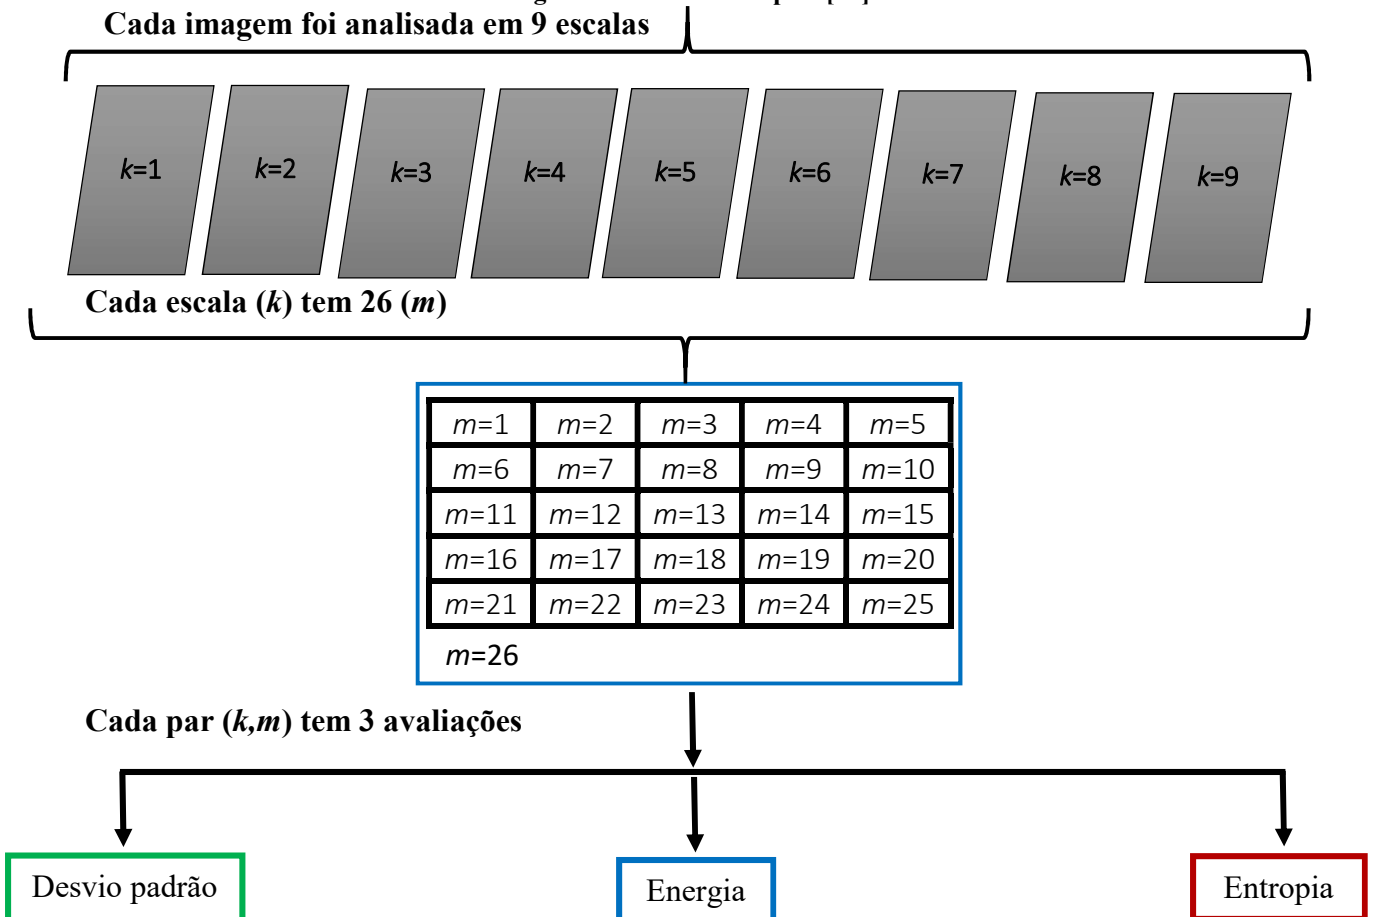 Cada imagem foi analisada em 9 escalas
k=1 k=2 k=3 k=4 k=5 k=6 k=7 k=8 k=9
Cada escala (k) tem 26 (m)
m=1 m=2 m=3 m=4 m=5
m=6 m=7 m=8 m=9 m=10
m=11 m=12 m=13 m=14 m=15
m=16 m=17 m=18 m=19 m=20
m=21 m=22 m=23 m=24 m=25
m=26
Cada par (k,m) tem 3 avaliações
Desvio padrão Energia Entropia